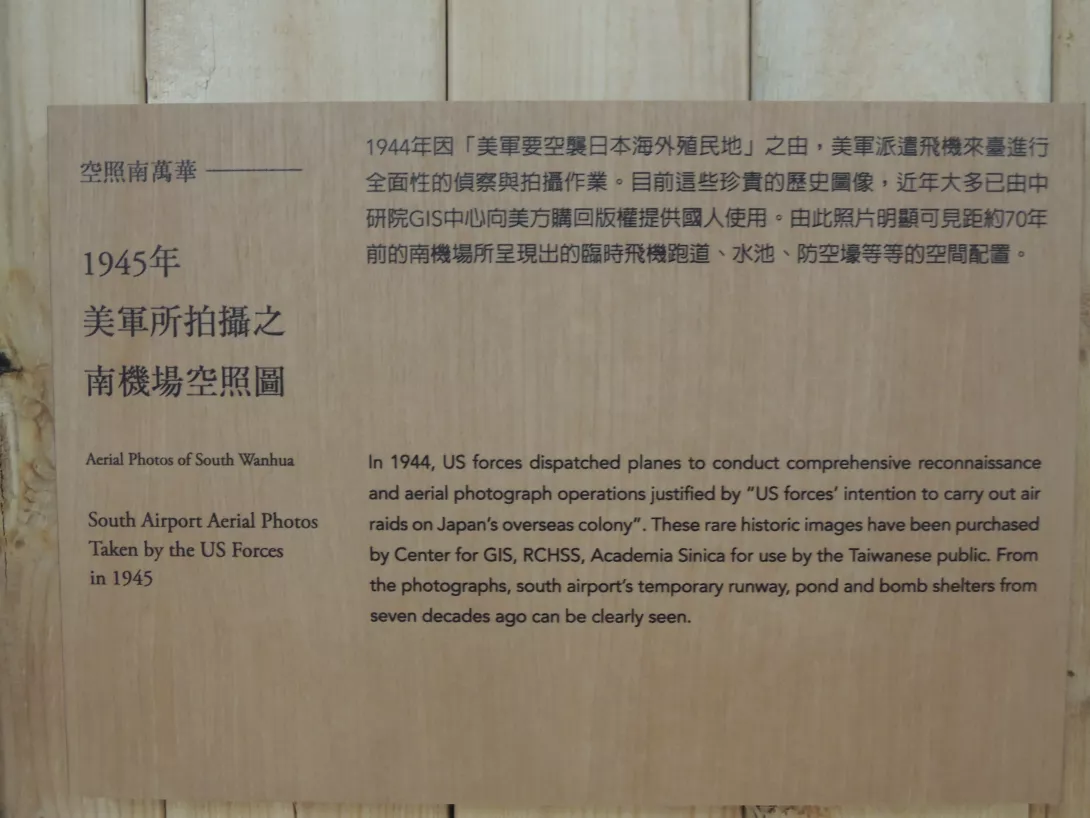 空照南萬華
1945年
美軍所拍攝之
南機場空照圖
Aerial Photos of South Wanhua
South Airport Aerial Photos
Taken by the US Forces
in 1945
1944年因「美軍要空襲日本海外殖民地」之由，美軍派遣飛機來臺進行
全面性的偵察與拍攝作業。目前這些珍貴的歷史圖像，近年大多已由中
研院GIS中心向美方購回版權提供國人使用。由此照片明顯可見距約70年
前的南機場所呈現出的臨時飛機跑道、水池、防空壕等等的空間配置。
In 1944, US forces dispatched planes to conduct comprehensive reconnaissance
and aerial photograph operations justified by “US forces’ intention to carry out air
raids on Japan’s overseas colony”. These rare historic images have been purchased
by Center for GIS, RCHSS, Academia Sinica for use by the Taiwanese public. From
the photographs, south airport’s temporary runway, pond and bomb shelters from
seven decades ago can be clearly seen.